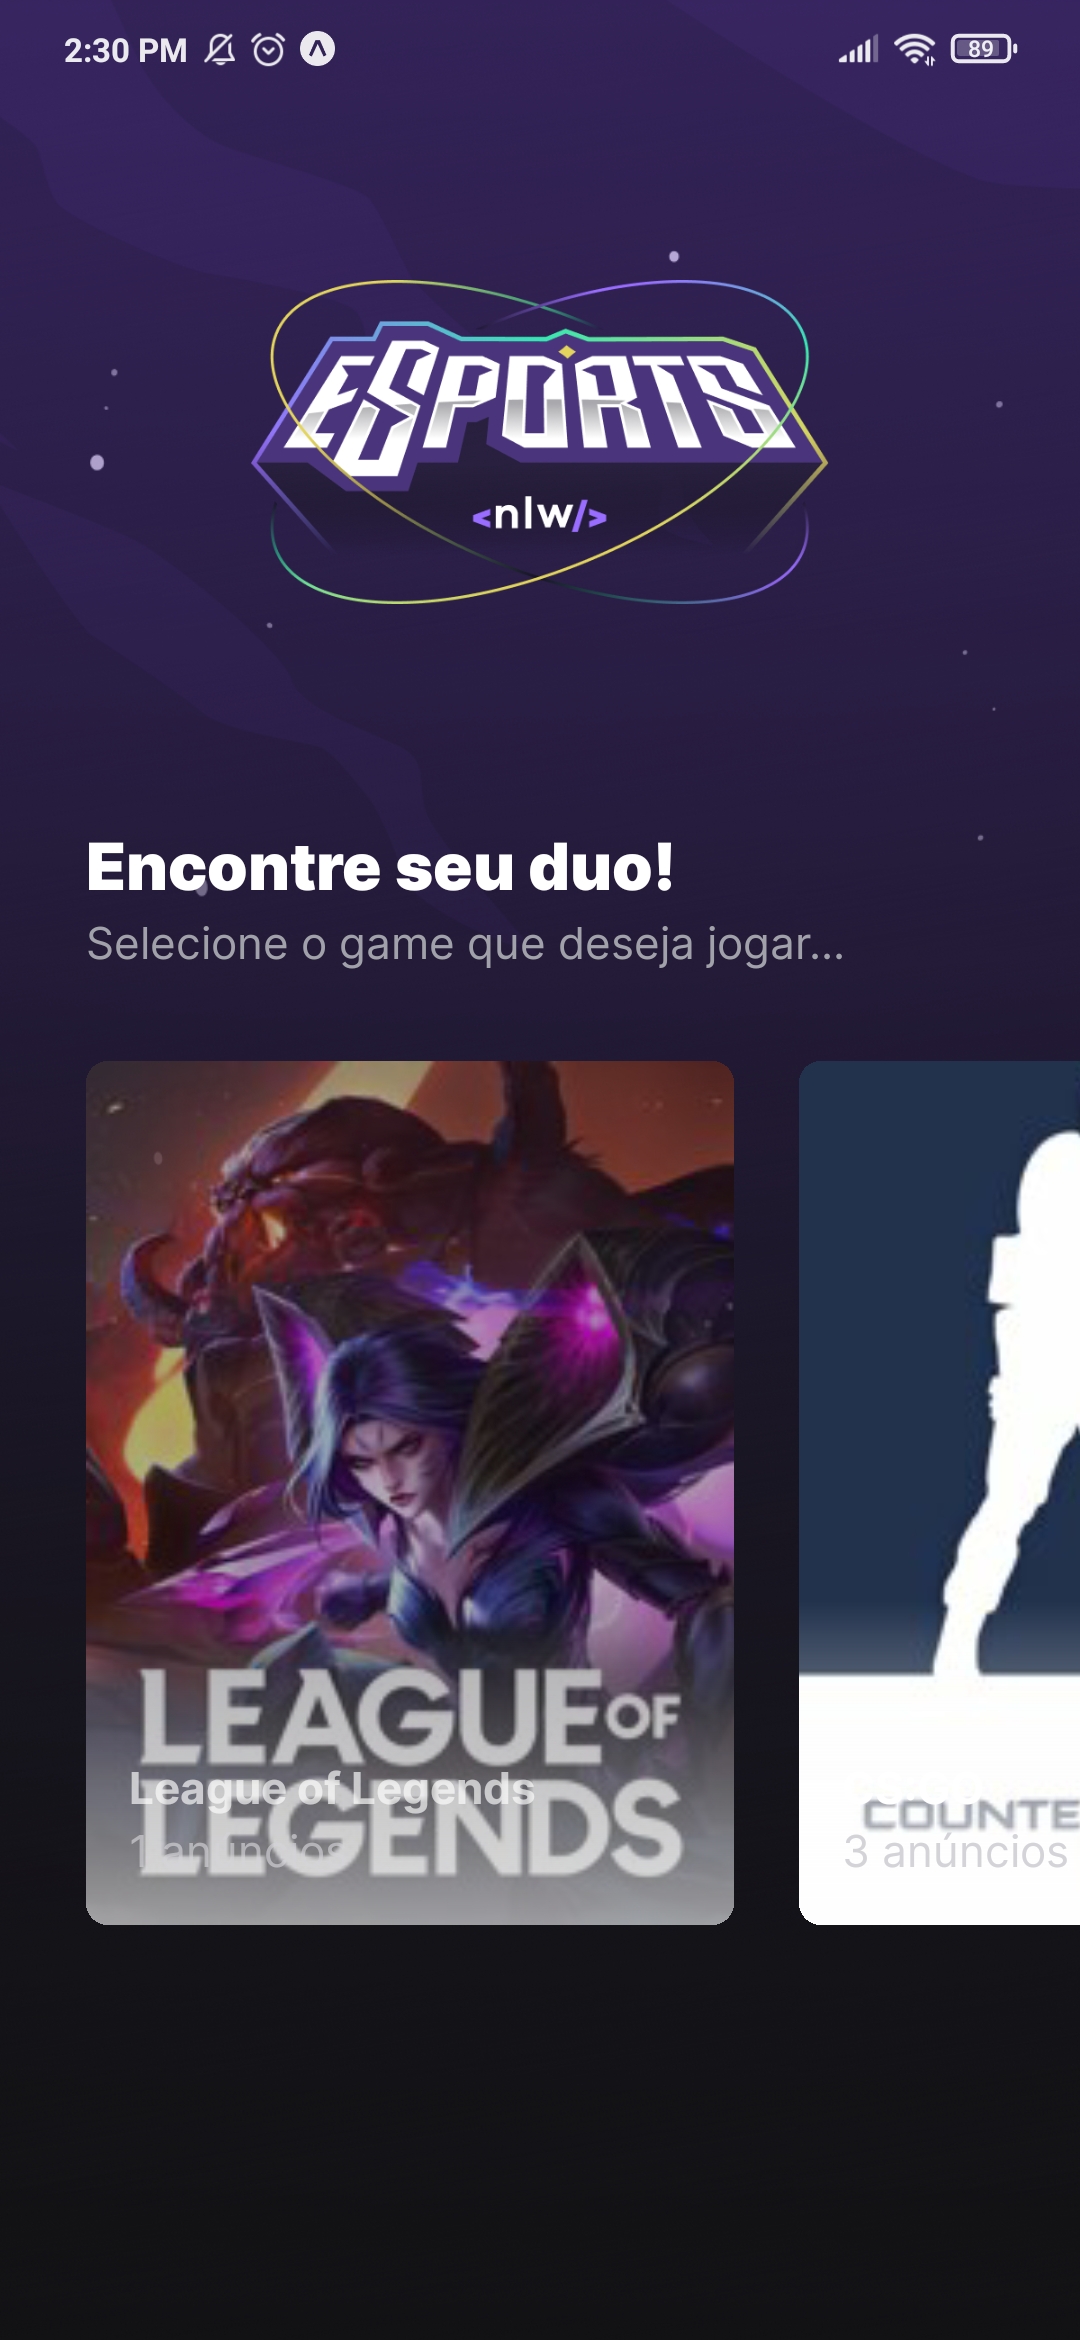 2:30 PM
89
ESPORTS
<nlw/>
Encontre seu duo!
Selecione o game que deseja jogar...
LEAGUE OF
League of Legends
LEGENDS
1 anúncios
COUNTE
3 anúncios